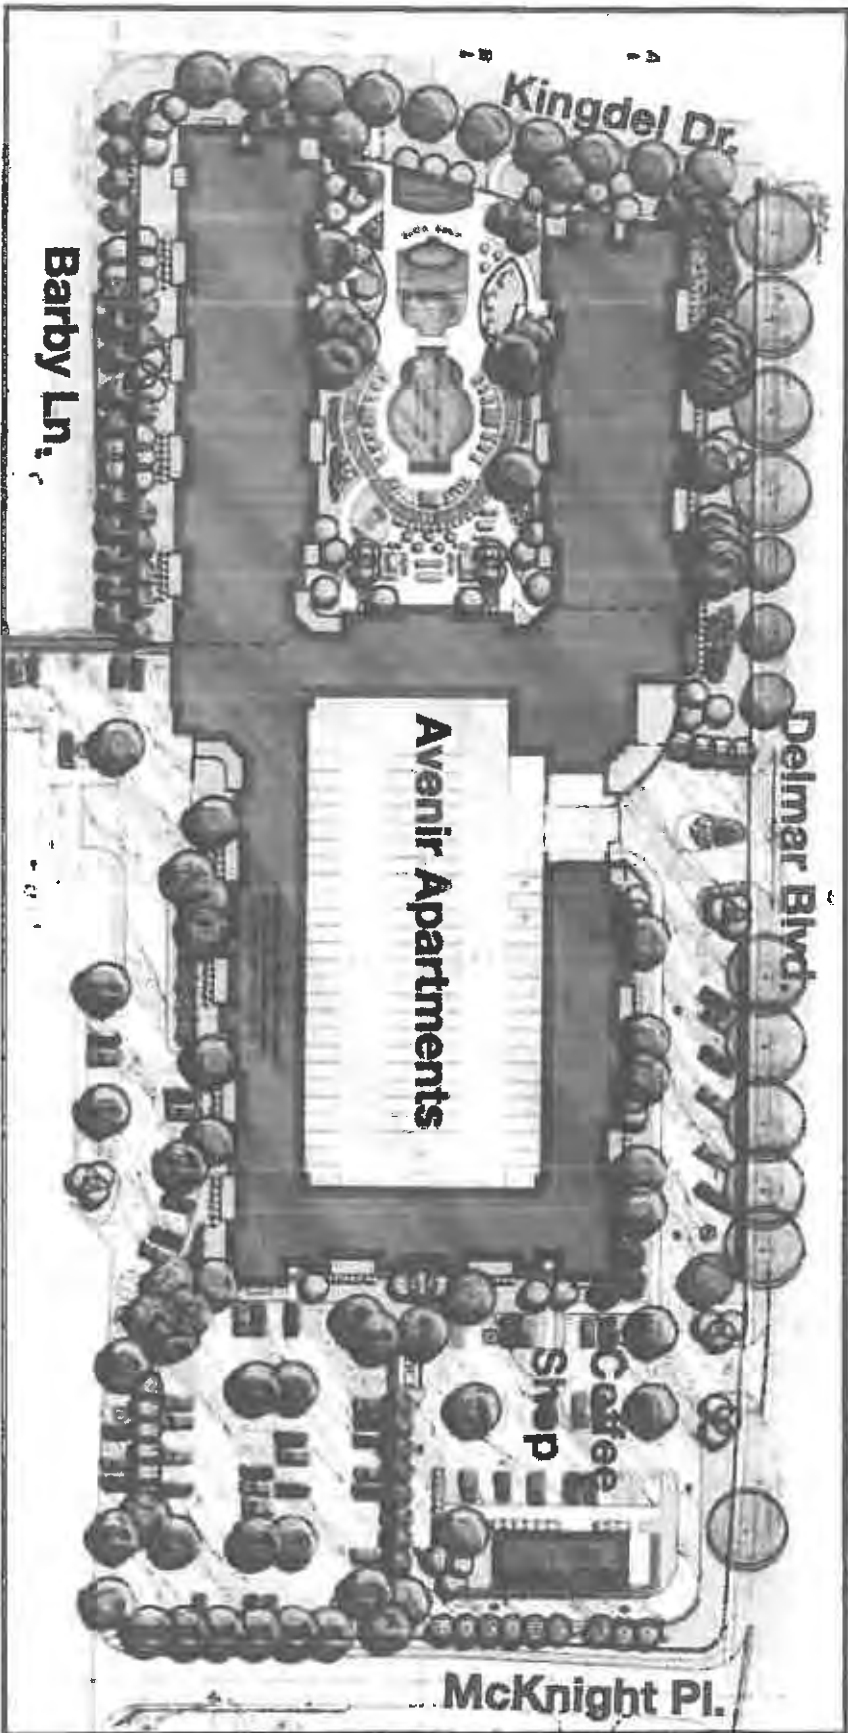 Kingdel Dr.
Barby Ln.
Delmar Blvd.
Avenir Apartments
Coffee
Shop
McKnight Pl.